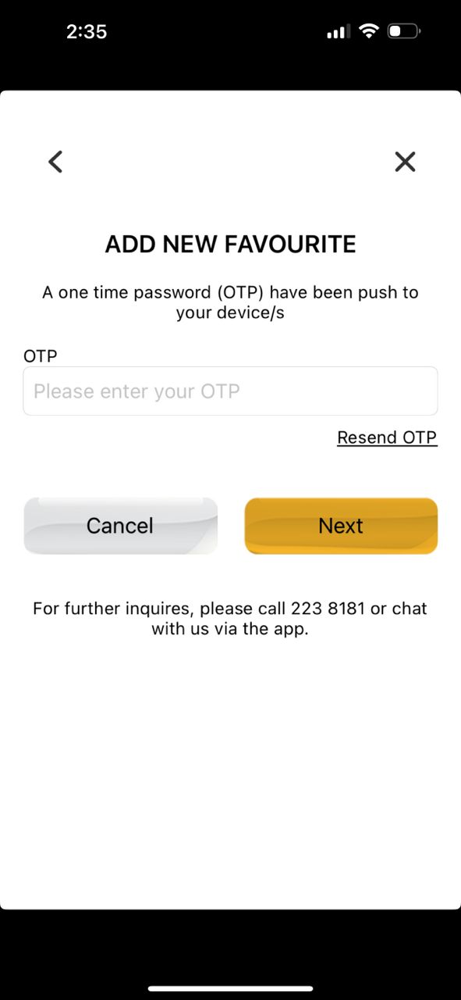 2:35
ADD NEW FAVOURITE
A one time password (OTP) have been push to
your device/s
OTP
Please enter your OTP
Resend OTP
Cancel
Next
For further inquires, please call 223 8181 or chat
with us via the app.